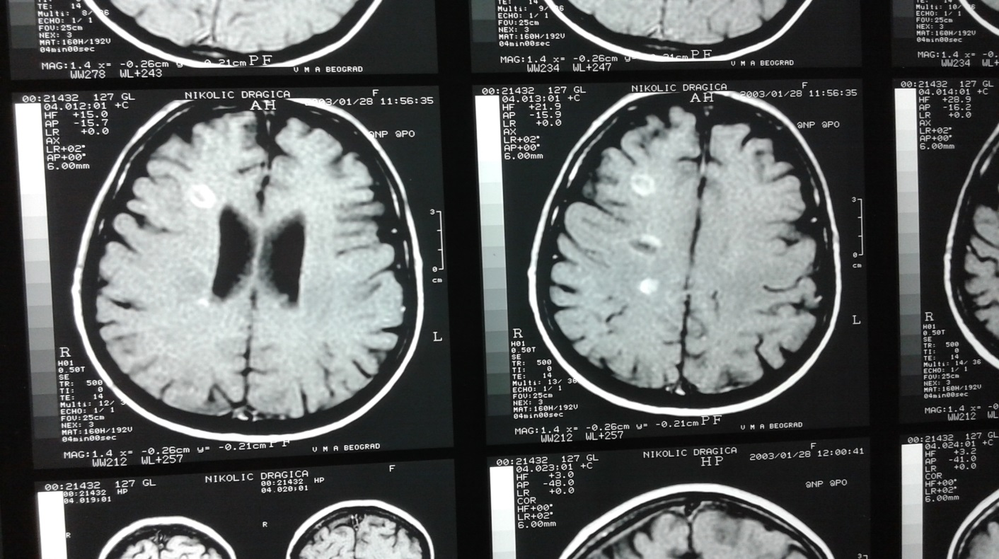 TE: 14
Multi: 8/ 36
ECHO: 1/ 1
FOV:25cm
NEX: 3
MAT:160H/192V
04min00sec
MAG:1.4 x= -0.26cm y= -0.21cm PF
WW278 WL+243
V M A BEOGRAD
TE: 14
Multi: 9/ 36
ECHO: 1/ 1
FOV:25cm
NEX: 3
MAT:160H/192V
04min00sec
MAG:1.4 x= -0.26cm y= -0.21cm PF
WW234 WL+247
V M A BEOGRAD
TE: 14
Multi: 10/ 36
ECHO: 1/ 1
FOV:25cm
NEX: 3
MAT:160H/192V
04min00sec
MAG:1.4 x= -0
WW234 WL+
00:21432 127 GL
04.012:01 +C
HF +15.0
AP -15.7
LR +0.0
AX
LR+02°
AP+00°
6.00mm
NIKOLIC DRAGICA F
AH
2003/01/28 11:56:35
@NP @PO
3
0
cm
L
R
H01
0.50T
SE
TR: 500
TI: 0
TE: 14
Multi: 12/ 3
ECHO: 1/ 1
FOV:25cm
NEX: 3
MAT:160H/192V
04min00sec
MAG:1.4 x= -0.26cm y= -0.21cm PF
WW212 WL+257
V M A BEOGRAD
00:21432 127 GL
04.013:01 +C
HF +21.9
AP -15.9
LR +0.0
AX
LR+02°
AP+00°
6.00mm
NIKOLIC DRAGICA F
AH
2003/01/28 11:56:35
@NP @PO
3
0
cm
L
R
H01
0.50T
SE
TR: 500
TI: 0
TE: 14
Multi: 13/ 36
ECHO: 1/ 1
FOV:25cm
NEX: 3
MAT:160H/192V
04min00sec
MAG:1.4 x= -0.26cm y= -0.21cm PF
WW212 WL+257
V M A BEOGRAD
00:21432 127 GL
04.014:01 +C
HF +28.9
AP -16.2
LR +0.0
AX
LR+02°
AP+00°
6.00mm
R
H01
0.50T
SE
TR: 500
TI: 0
TE: 14
Multi: 14/ 36
ECHO: 1/ 1
FOV:25cm
NEX: 3
MAT:160H/192V
04min00sec
MAG:1.4 x= -0
WW212 WL+
00:21432 127 GL
NIKOLIC DRAGICA F
00:21432 HP
04.019:01
R
00:21432 HP
04.020:01
R
00:21432 127 GL
04.023:01 +C
HF +3.0
AP -48.0
LR +0.0
COR
HF+00°
LR+02°
6.00mm
NIKOLIC DRAGICA F
HP
2003/01/28 12:00:41
@NP @PO
3
00:21432 127 GL
04.024:01 +C
HF +3.2
AP -41.0
LR +0.0
COR
HF+00°
LR+02°
6.00mm